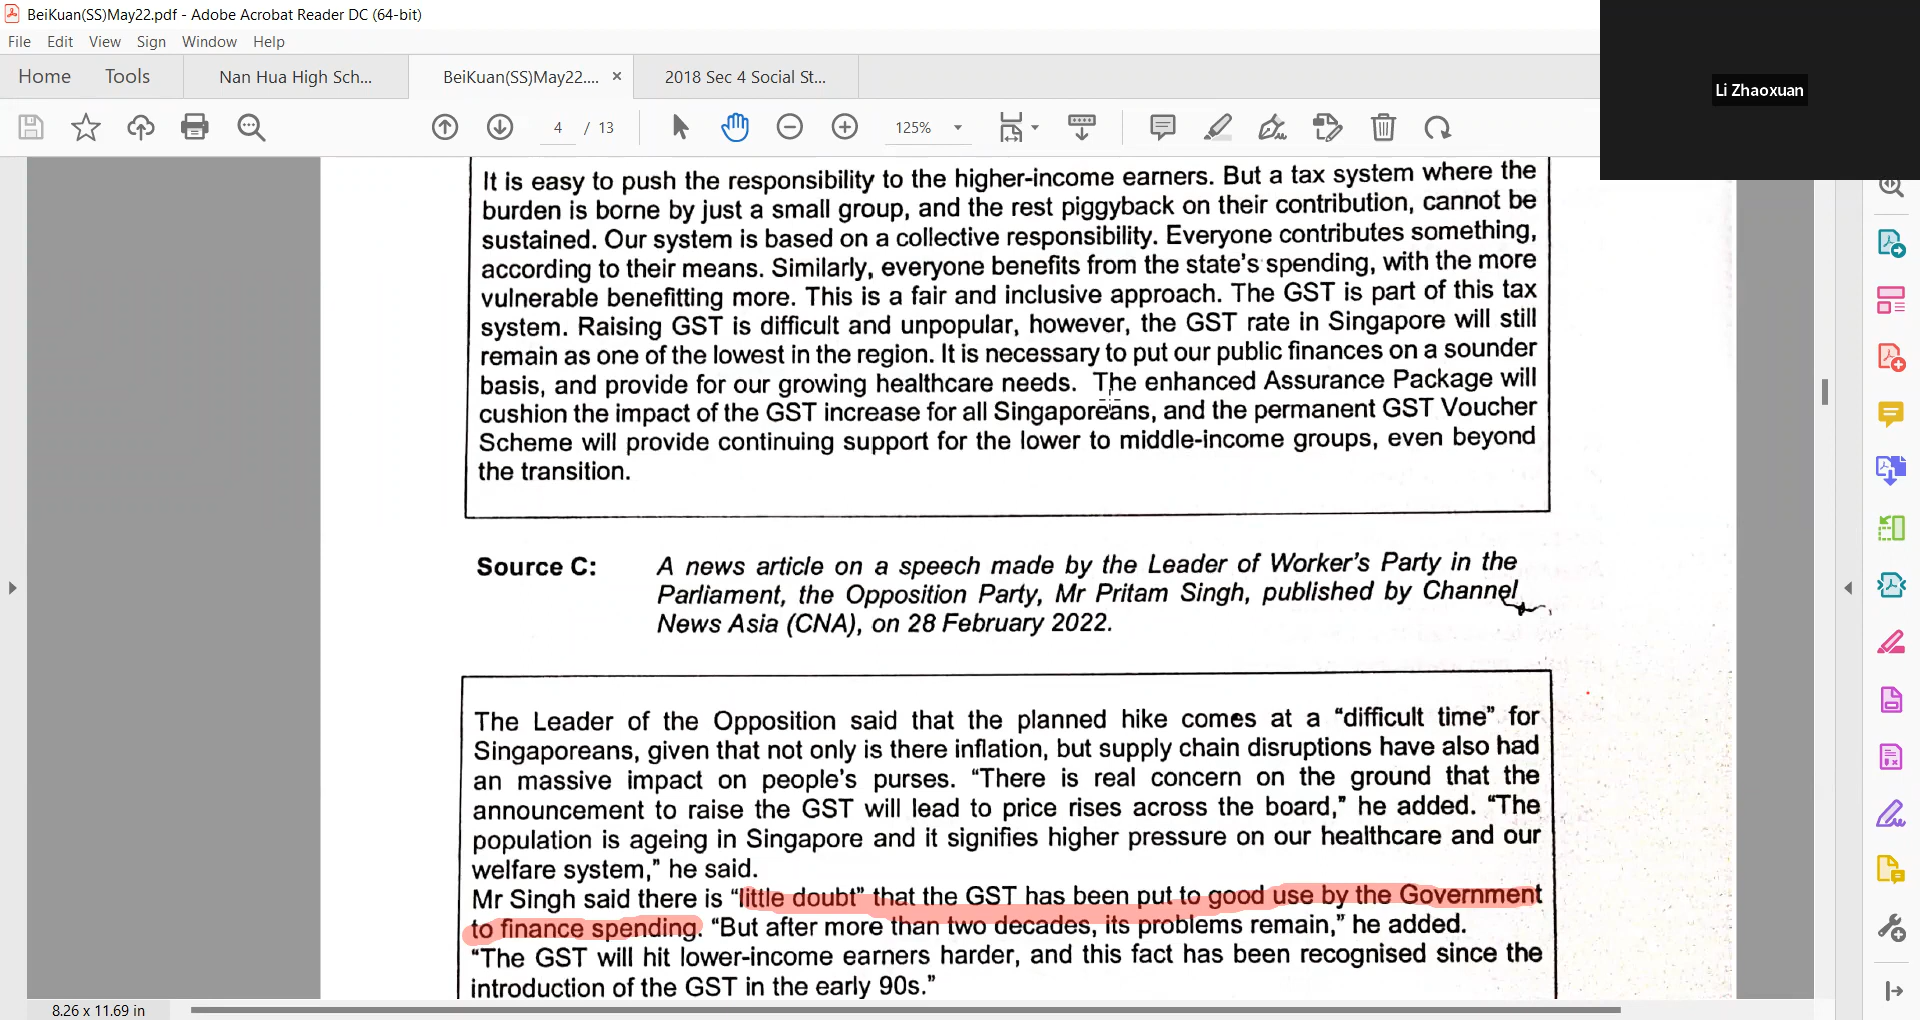 BeiKuan(SS)May22.pdf - Adobe Acrobat Reader DC (64-bit)
File Edit View Sign Window Help
Home Tools Nan Hua High Sch... BeiKuan(SS)May22.... × 2018 Sec 4 Social St...
Li Zhaoxuan
4 / 13 125%
It is easy to push the responsibility to the higher-income earners. But a tax system where the
burden is borne by just a small group, and the rest piggyback on their contribution, cannot be
sustained. Our system is based on a collective responsibility. Everyone contributes something,
according to their means. Similarly, everyone benefits from the state's spending, with the more
vulnerable benefitting more. This is a fair and inclusive approach. The GST is part of this tax
system. Raising GST is difficult and unpopular, however, the GST rate in Singapore will still
remain as one of the lowest in the region. It is necessary to put our public finances on a sounder
basis, and provide for our growing healthcare needs. The enhanced Assurance Package will
cushion the impact of the GST increase for all Singaporeans, and the permanent GST Voucher
Scheme will provide continuing support for the lower to middle-income groups, even beyond
the transition.
Source C: A news article on a speech made by the Leader of Worker's Party in the
Parliament, the Opposition Party, Mr Pritam Singh, published by Channel
News Asia (CNA), on 28 February 2022.
The Leader of the Opposition said that the planned hike comes at a “difficult time” for
Singaporeans, given that not only is there inflation, but supply chain disruptions have also had
an massive impact on people's purses. “There is real concern on the ground that the
announcement to raise the GST will lead to price rises across the board,” he added. “The
population is ageing in Singapore and it signifies higher pressure on our healthcare and our
welfare system,” he said.
Mr Singh said there is “little doubt” that the GST has been put to good use by the Government
to finance spending. “But after more than two decades, its problems remain,” he added.
“The GST will hit lower-income earners harder, and this fact has been recognised since the
introduction of the GST in the early 90s.”
8.26 x 11.69 in